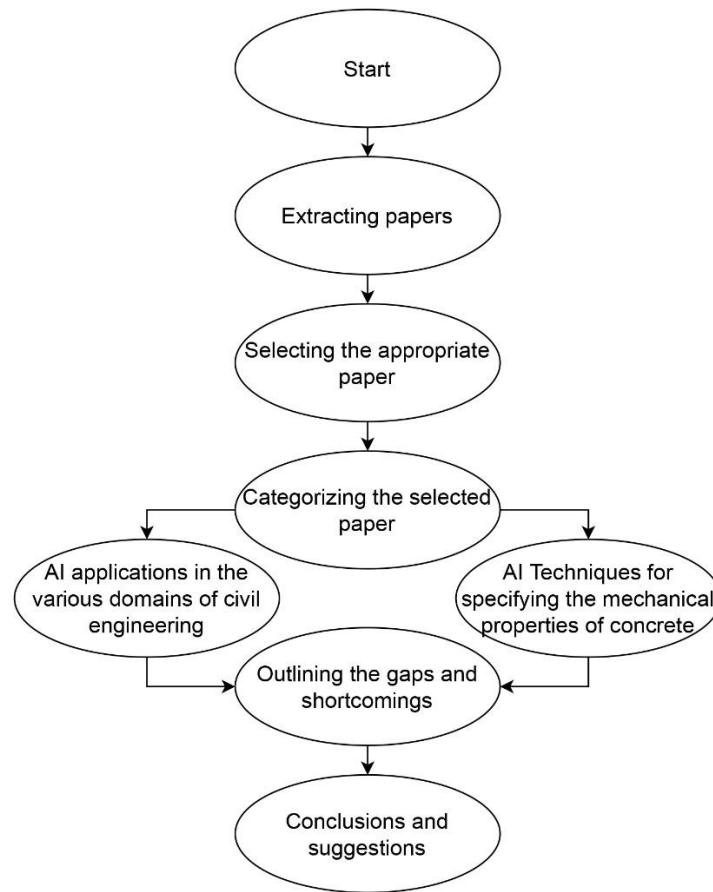 Start
Extracting papers
Selecting the appropriate
paper
Categorizing the selected
paper
AI applications in the
various domains of civil
engineering
AI Techniques for
specifying the mechanical
properties of concrete
Outlining the gaps and
shortcomings
Conclusions and
suggestions